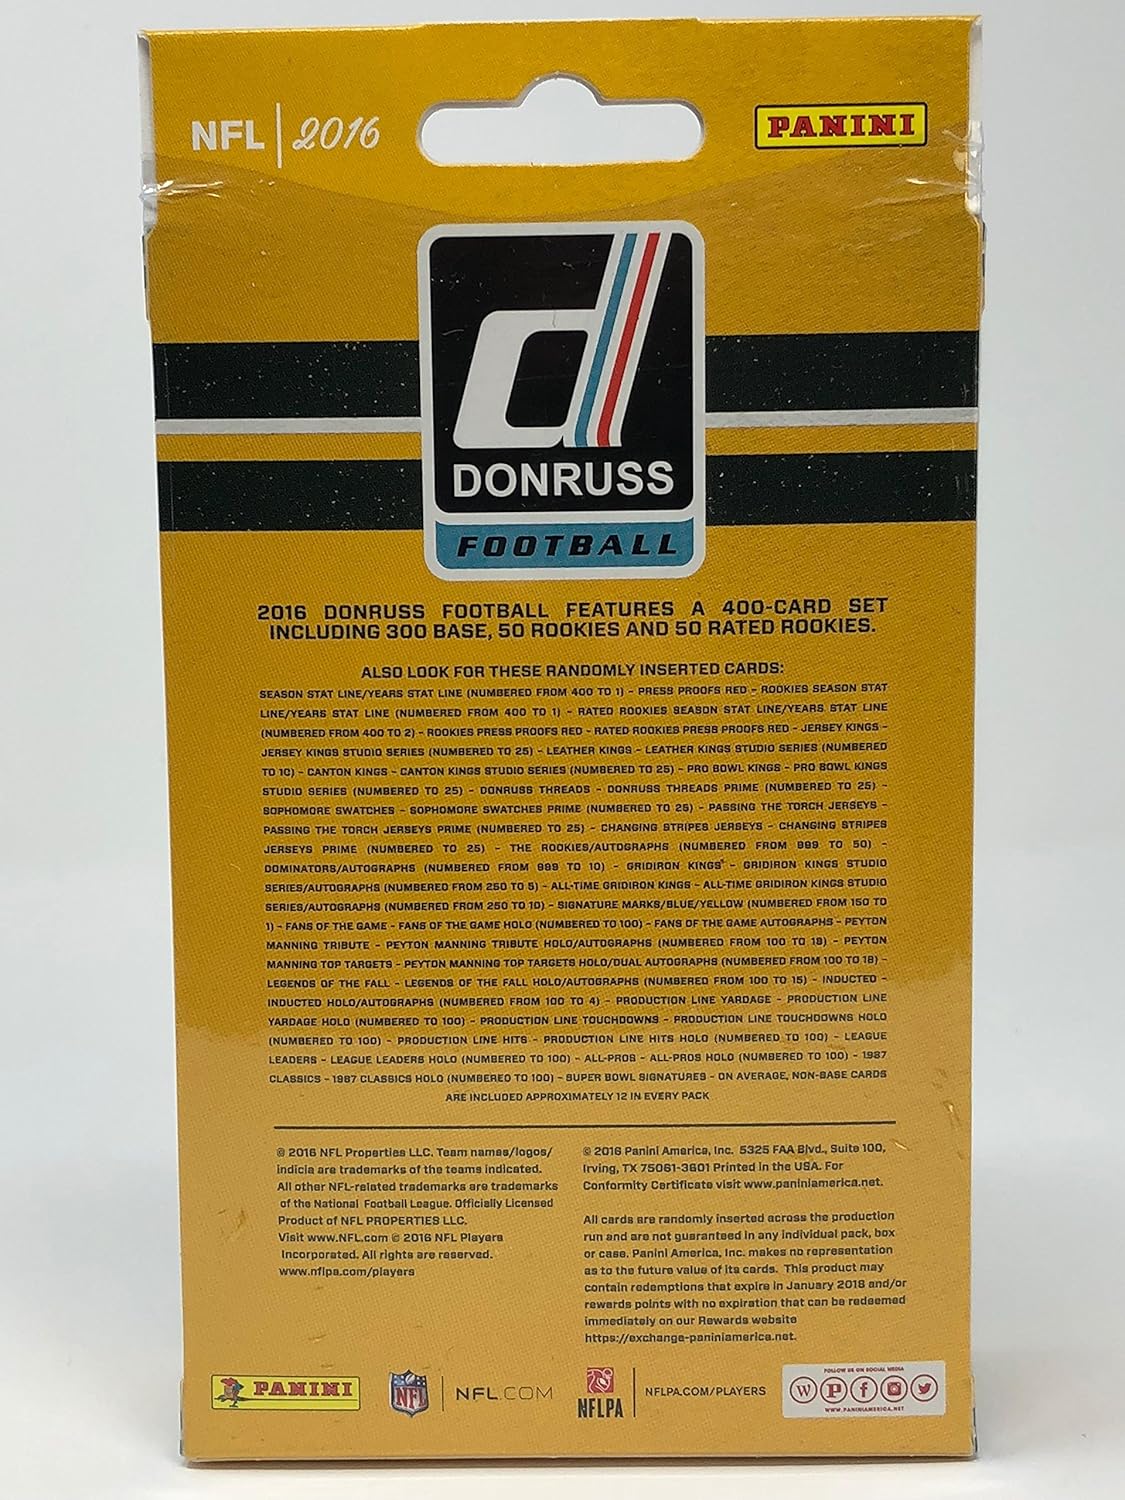 NFL | 2016
PANINI
d
DONRUSS
FOOTBALL
2016 DONRUSS FOOTBALL FEATURES A 400-CARD SET
INCLUDING 300 BASE, 50 ROOKIES AND 50 RATED ROOKIES.
ALSO LOOK FOR THESE RANDOMLY INSERTED CARDS:
SEASON STAT LINE/YEARS STAT LINE (NUMBERED FROM 400 TO 1) - PRESS PROOFS RED - ROOKIES SEASON STAT
LINE/YEARS STAT LINE (NUMBERED FROM 400 TO 1) - RATED ROOKIES SEASON STAT LINE/YEARS STAT LINE
(NUMBERED FROM 400 TO 2) - ROOKIES PRESS PROOFS RED - RATED ROOKIES PRESS PROOFS RED - JERSEY KINGS -
JERSEY KINGS STUDIO SERIES (NUMBERED TO 25) - LEATHER KINGS - LEATHER KINGS STUDIO SERIES (NUMBERED
TO 10) - CANTON KINGS - CANTON KINGS STUDIO SERIES (NUMBERED TO 25) - PRO BOWL KINGS - PRO BOWL KINGS
STUDIO SERIES (NUMBERED TO 25) - DONRUSS THREADS - DONRUSS THREADS PRIME (NUMBERED TO 25) -
SOPHOMORE SWATCHES - SOPHOMORE SWATCHES PRIME (NUMBERED TO 25) - PASSING THE TORCH JERSEYS -
PASSING THE TORCH JERSEYS PRIME (NUMBERED TO 25) - CHANGING STRIPES JERSEYS - CHANGING STRIPES
JERSEYS PRIME (NUMBERED TO 25) - THE ROOKIES/AUTOGRAPHS (NUMBERED FROM 999 TO 50) -
DOMINATORS/AUTOGRAPHS (NUMBERED FROM 999 TO 10) - GRIDIRON KINGS - GRIDIRON KINGS STUDIO
SERIES/AUTOGRAPHS (NUMBERED FROM 250 TO 5) - ALL-TIME GRIDIRON KINGS - ALL-TIME GRIDIRON KINGS STUDIO
SERIES/AUTOGRAPHS (NUMBERED FROM 250 TO 10) - SIGNATURE MARKS/BLUE/YELLOW (NUMBERED FROM 150 TO
1) - FANS OF THE GAME - FANS OF THE GAME HOLO (NUMBERED TO 100) - FANS OF THE GAME AUTOGRAPHS - PEYTON
MANNING TRIBUTE - PEYTON MANNING TRIBUTE HOLO/AUTOGRAPHS (NUMBERED FROM 100 TO 18) - PEYTON
MANNING TOP TARGETS - PEYTON MANNING TOP TARGETS HOLO/DUAL AUTOGRAPHS (NUMBERED FROM 100 TO 18) -
LEGENDS OF THE FALL - LEGENDS OF THE FALL HOLO/AUTOGRAPHS (NUMBERED FROM 100 TO 15) - INDUCTED -
INDUCTED HOLO/AUTOGRAPHS (NUMBERED FROM 100 TO 4) - PRODUCTION LINE YARDAGE - PRODUCTION LINE
YARDAGE HOLO (NUMBERED TO 100) - PRODUCTION LINE TOUCHDOWNS - PRODUCTION LINE TOUCHDOWNS HOLO
(NUMBERED TO 100) - PRODUCTION LINE HITS - PRODUCTION LINE HITS HOLO (NUMBERED TO 100) - LEAGUE
LEADERS - LEAGUE LEADERS HOLO (NUMBERED TO 100) - ALL-PROS - ALL-PROS HOLO (NUMBERED TO 100) - 1987
CLASSICS - 1987 CLASSICS HOLO (NUMBERED TO 100) - SUPER BOWL SIGNATURES - ON AVERAGE, NON-BASE CARDS
ARE INCLUDED APPROXIMATELY 12 IN EVERY PACK
© 2016 NFL Properties LLC. Team names/logos/
indicia are trademarks of the teams indicated.
All other NFL-related trademarks are trademarks
of the National Football League. Officially Licensed
Product of NFL PROPERTIES LLC.
Visit www.NFL.com © 2016 NFL Players
Incorporated. All rights are reserved.
www.nflpa.com/players
© 2016 Panini America, Inc. 5325 FAA Blvd., Suite 100,
Irving, TX 75061-3601 Printed in the USA. For
Conformity Certificate visit www.paniniamerica.net.
All cards are randomly inserted across the production
run and are not guaranteed in any individual pack, box
or case. Panini America, Inc. makes no representation
as to the future value of its cards. This product may
contain redemptions that expire in January 2018 and/or
rewards points with no expiration that can be redeemed
immediately on our Rewards website
https://exchange-paniniamerica.net.
PANINI
NFL
NFL.COM
NFLPA
NFLPA.COM/PLAYERS
FOLLOW US ON SOCIAL MEDIA
WWW.PANINIAMERICA.NET